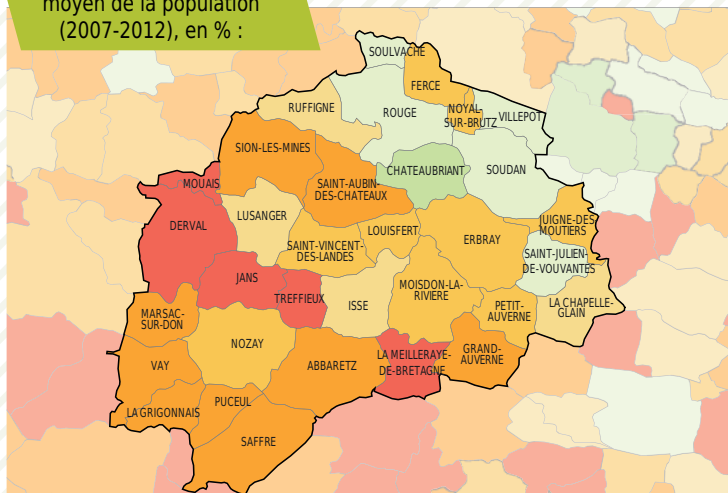 moyen de la population
(2007-2012), en % :
SOULVACHE
FERCE
RUFFIGNE
ROUGE
NOYAL-
SUR-BRUTZ
VILLEPOT
SION-LES-MINES
CHATEAUBRIANT
SOUDAN
MOUAIS
SAINT-AUBIN-
DES-CHATEAUX
LUSANGER
DERVAL
LOUISFERT
ERBRAY
JUIGNE-DES-
MOUTIERS
SAINT-VINCENT-
DES-LANDES
SAINT-JULIEN-
DE-VOUVANTES
JANS
TREFFIEUX
ISSE
MOISDON-LA-
RIVIERE
PETIT-
AUVERNE
LA CHAPELLE-
GLAIN
MARSAC-
SUR-DON
NOZAY
VAY
ABBARETZ
LA MEILLERAYE-
DE-BRETAGNE
GRAND-
AUVERNE
LA GRIGONNAIS
PUCEUL
SAFFRE